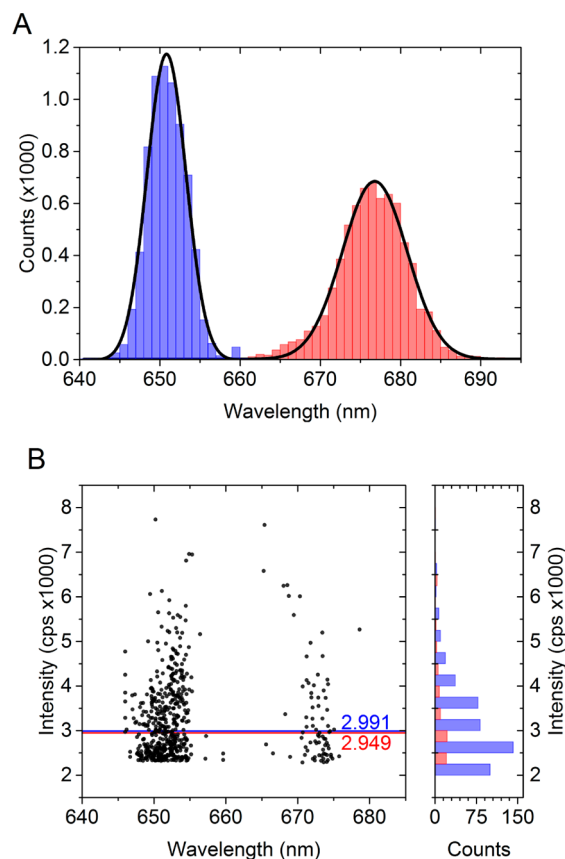 A
1.2
1.0
0.8
0.6
0.4
0.2
0.0
Counts (x1000)
640 650 660 670 680 690
Wavelength (nm)
B
8
7
6
5
4
3
2
Intensity (cps x1000)
2.991
2.949
640 650 660 670 680
Wavelength (nm)
8
7
6
5
4
3
2
Intensity (cps x1000)
0 75 150
Counts